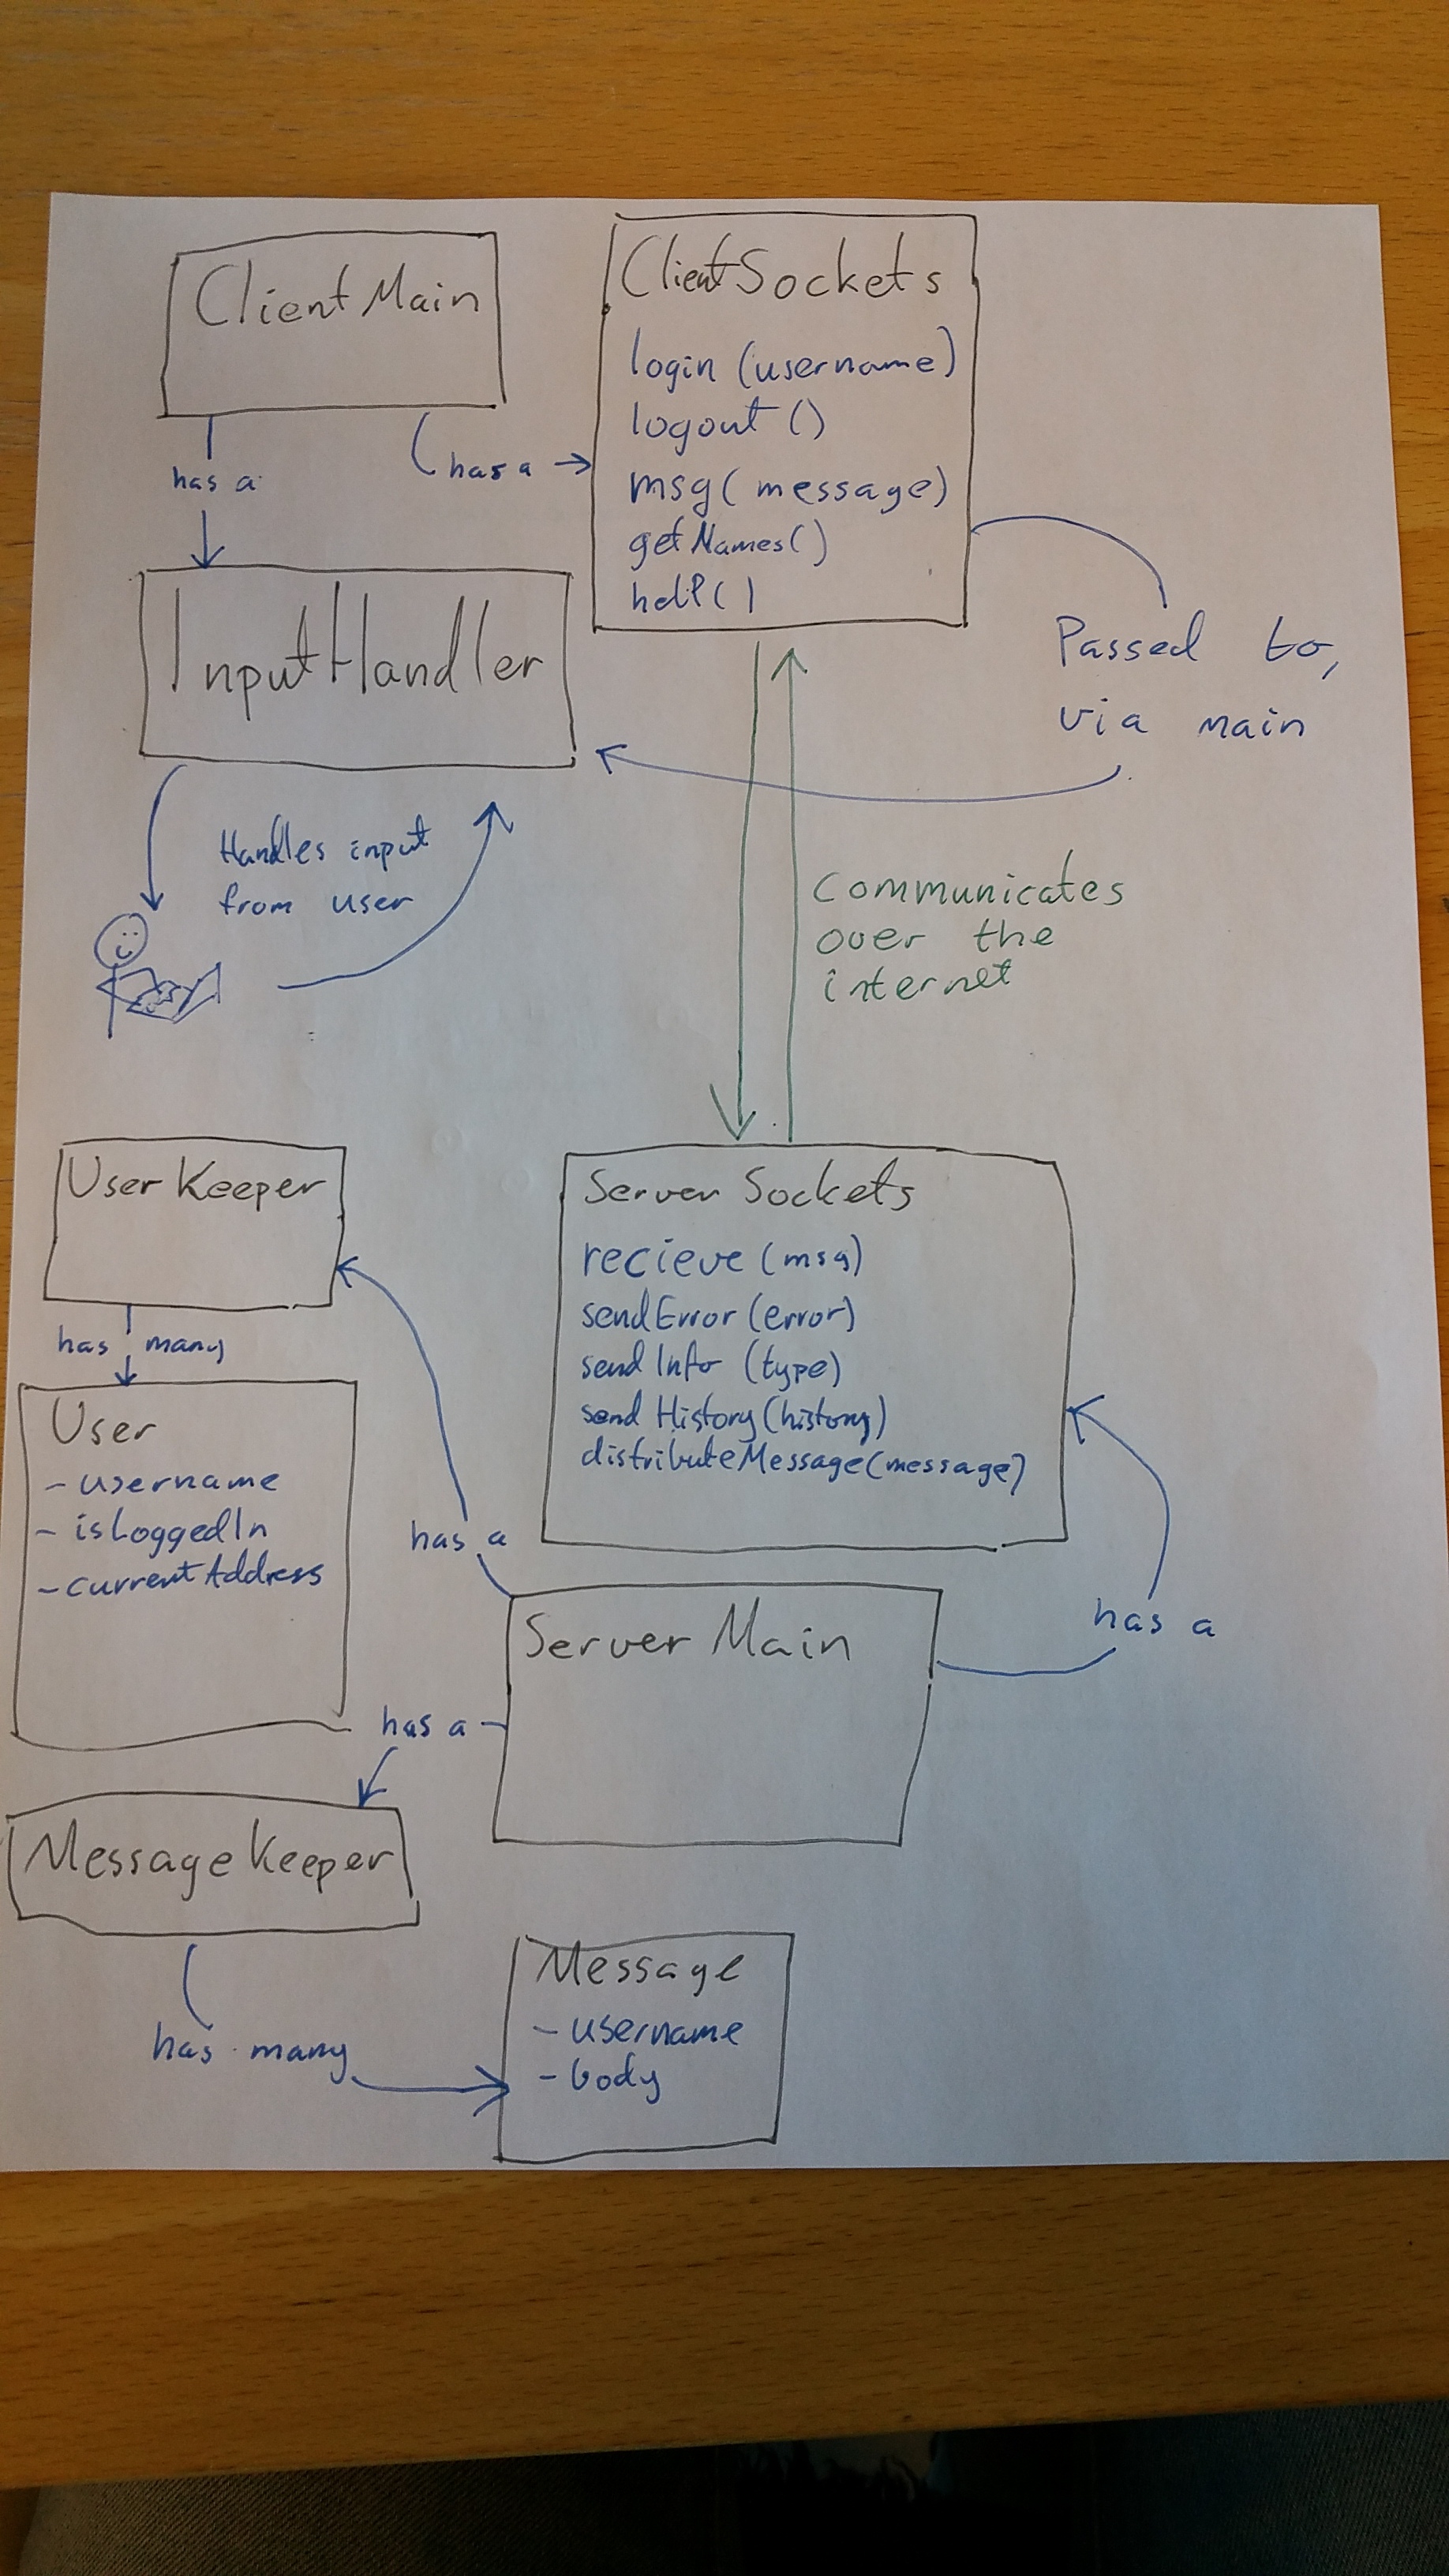 ClientMain
has a
has a
ClientSockets
login (username)
logout ()
msg( message)
getNames()
help()
Passed to,
via main
InputHandler
Handles input
from user
Communicates
over the
internet
UserKeeper
has many
User
- username
- isLoggedIn
- currentAddress
Server Sockets
recieve (msg)
sendError (error)
sendInfo (type)
sendHistory(history)
distributeMessage(message)
has a
Server Main
has a
has a
MessageKeeper
has many
Message
- username
- body